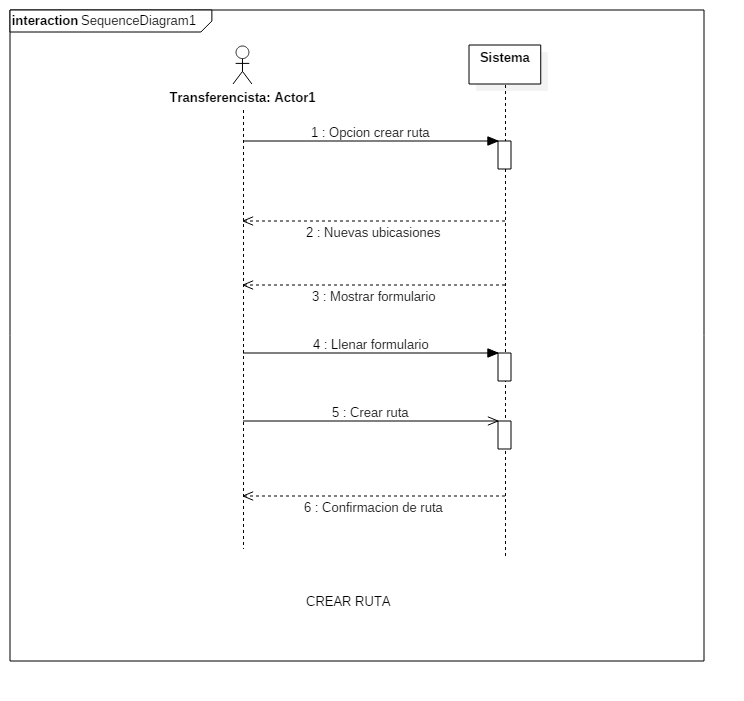 interaction SequenceDiagram1
Sistema
Transferencista: Actor1
1 : Opcion crear ruta
2 : Nuevas ubicasiones
3 : Mostrar formulario
4 : Llenar formulario
5 : Crear ruta
6 : Confirmacion de ruta
CREAR RUTA